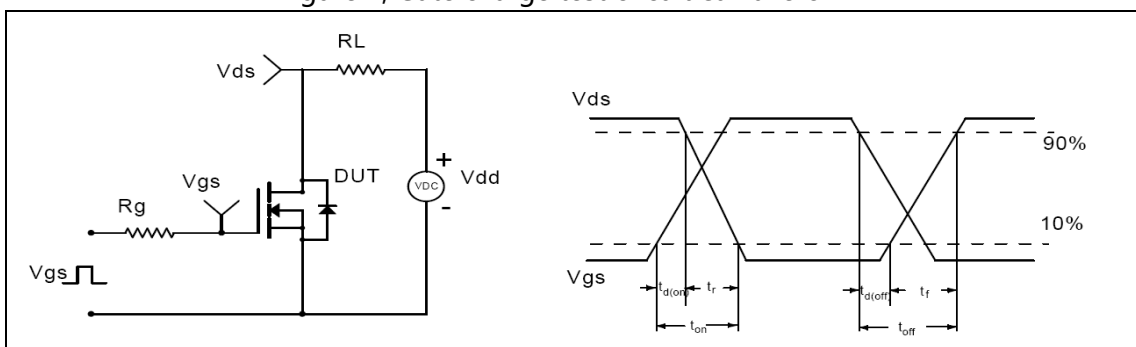 RL
Vds
Vgs
DUT
Rg
VDC
+
-
Vdd
Vgs
Vds
90%
10%
Vgs
td(on)
tr
ton
td(off)
tf
toff